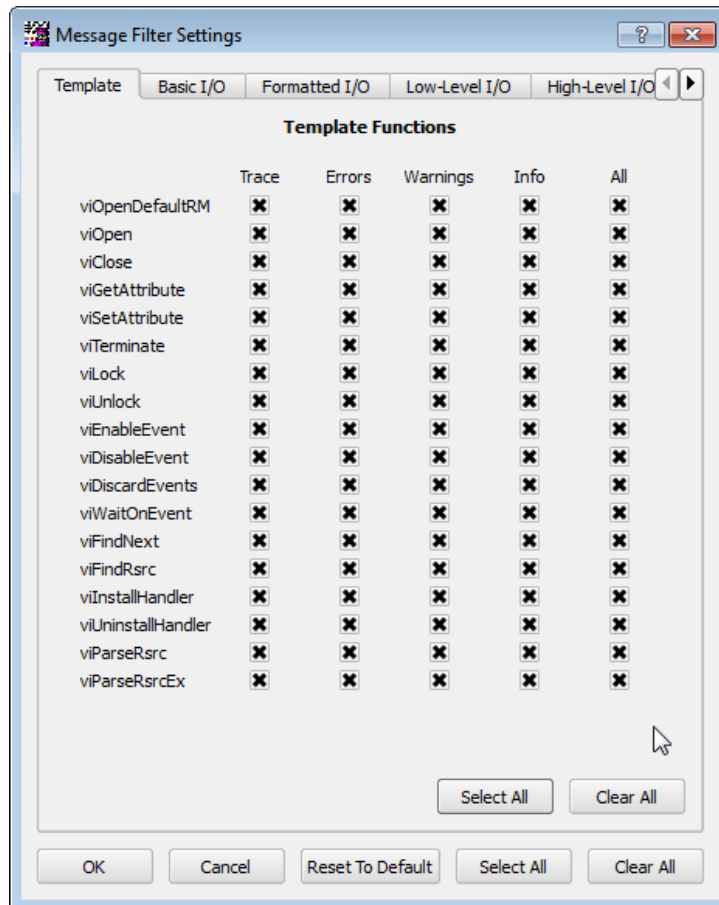 Message Filter Settings
Template Basic I/O Formatted I/O Low-Level I/O High-Level I/O
Template Functions
Trace Errors Warnings Info All
viOpenDefaultRM
viOpen
viClose
viGetAttribute
viSetAttribute
viTerminate
viLock
viUnlock
viEnableEvent
viDisableEvent
viDiscardEvents
viWaitOnEvent
viFindNext
viFindRsrc
viInstallHandler
viUninstallHandler
viParseRsrc
viParseRsrcEx
Select All Clear All
OK Cancel Reset To Default Select All Clear All